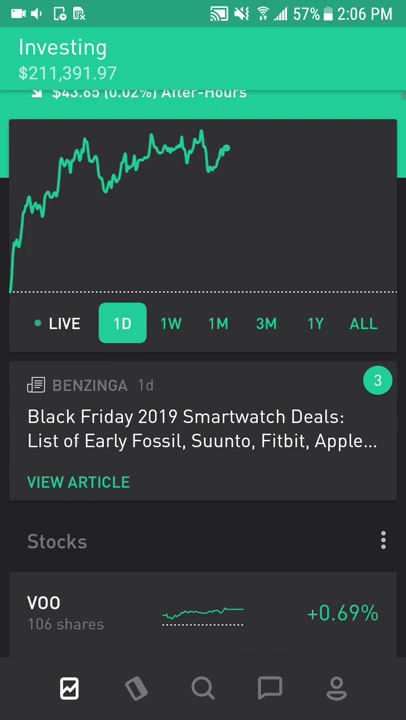 57% 2:06 PM
Investing
$211,391.97
$43.65 (0.02%) After-Hours
LIVE 1D 1W 1M 3M 1Y ALL
BENZINGA 1d
3
Black Friday 2019 Smartwatch Deals:
List of Early Fossil, Suunto, Fitbit, Apple...
VIEW ARTICLE
Stocks
VOO
106 shares
+0.69%